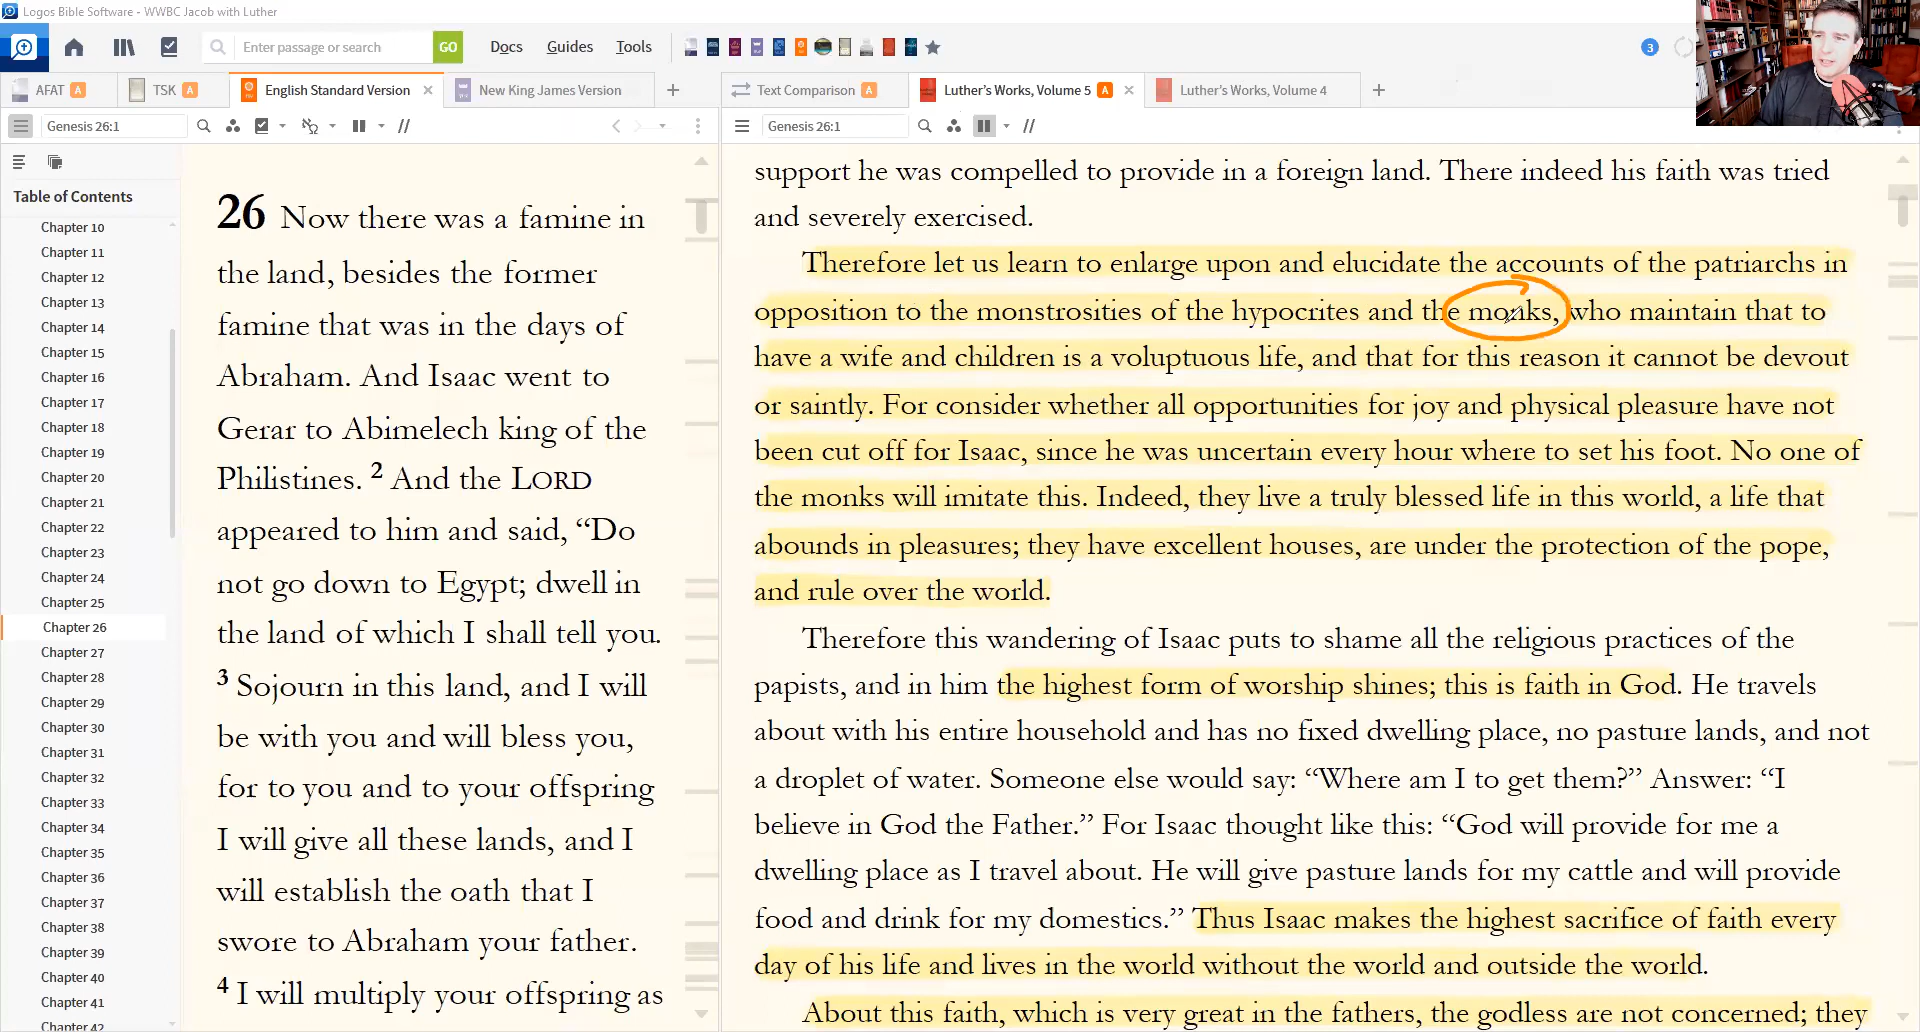 Logos Bible Software - WWBC Jacob with Luther
Enter passage or search GO Docs Guides Tools 3
AFAT A TSK A English Standard Version New King James Version
Text Comparison A Luther's Works, Volume 5 A Luther's Works, Volume 4
Genesis 26:1
Genesis 26:1
Table of Contents
Chapter 10
Chapter 11
Chapter 12
Chapter 13
Chapter 14
Chapter 15
Chapter 16
Chapter 17
Chapter 18
Chapter 19
Chapter 20
Chapter 21
Chapter 22
Chapter 23
Chapter 24
Chapter 25
Chapter 26
Chapter 27
Chapter 28
Chapter 29
Chapter 30
Chapter 31
Chapter 32
Chapter 33
Chapter 34
Chapter 35
Chapter 36
Chapter 37
Chapter 38
Chapter 39
Chapter 40
Chapter 41
Chapter 42
26 Now there was a famine in
the land, besides the former
famine that was in the days of
Abraham. And Isaac went to
Gerar to Abimelech king of the
Philistines. 2 And the LORD
appeared to him and said, “Do
not go down to Egypt; dwell in
the land of which I shall tell you.
3 Sojourn in this land, and I will
be with you and will bless you,
for to you and to your offspring
I will give all these lands, and I
will establish the oath that I
swore to Abraham your father.
4 I will multiply your offspring as
support he was compelled to provide in a foreign land. There indeed his faith was tried
and severely exercised.
Therefore let us learn to enlarge upon and elucidate the accounts of the patriarchs in
opposition to the monstrosities of the hypocrites and the monks, who maintain that to
have a wife and children is a voluptuous life, and that for this reason it cannot be devout
or saintly. For consider whether all opportunities for joy and physical pleasure have not
been cut off for Isaac, since he was uncertain every hour where to set his foot. No one of
the monks will imitate this. Indeed, they live a truly blessed life in this world, a life that
abounds in pleasures; they have excellent houses, are under the protection of the pope,
and rule over the world.
Therefore this wandering of Isaac puts to shame all the religious practices of the
papists, and in him the highest form of worship shines; this is faith in God. He travels
about with his entire household and has no fixed dwelling place, no pasture lands, and not
a droplet of water. Someone else would say: “Where am I to get them?” Answer: “I
believe in God the Father.” For Isaac thought like this: “God will provide for me a
dwelling place as I travel about. He will give pasture lands for my cattle and will provide
food and drink for my domestics.” Thus Isaac makes the highest sacrifice of faith every
day of his life and lives in the world without the world and outside the world.
About this faith, which is very great in the fathers, the godless are not concerned; they